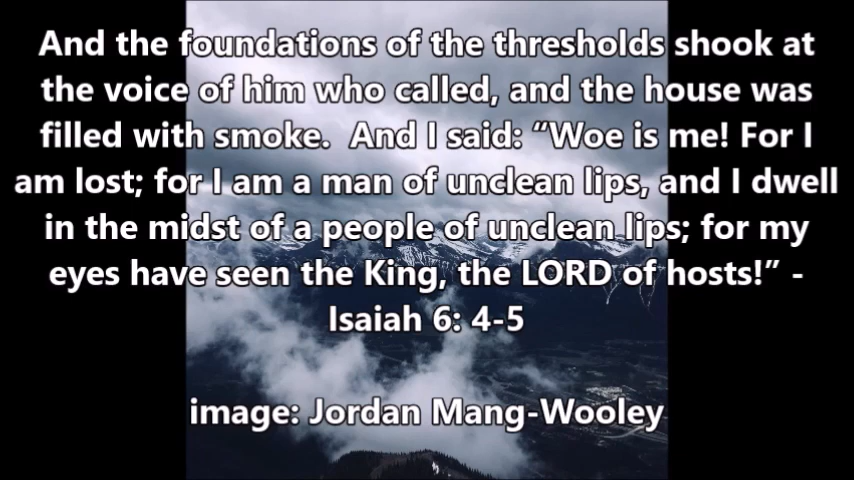 And the foundations of the thresholds shook at
the voice of him who called, and the house was
filled with smoke.  And I said: “Woe is me! For I
am lost; for I am a man of unclean lips, and I dwell
in the midst of a people of unclean lips; for my
eyes have seen the King, the LORD of hosts!” -
Isaiah 6: 4-5
image: Jordan Mang-Wooley